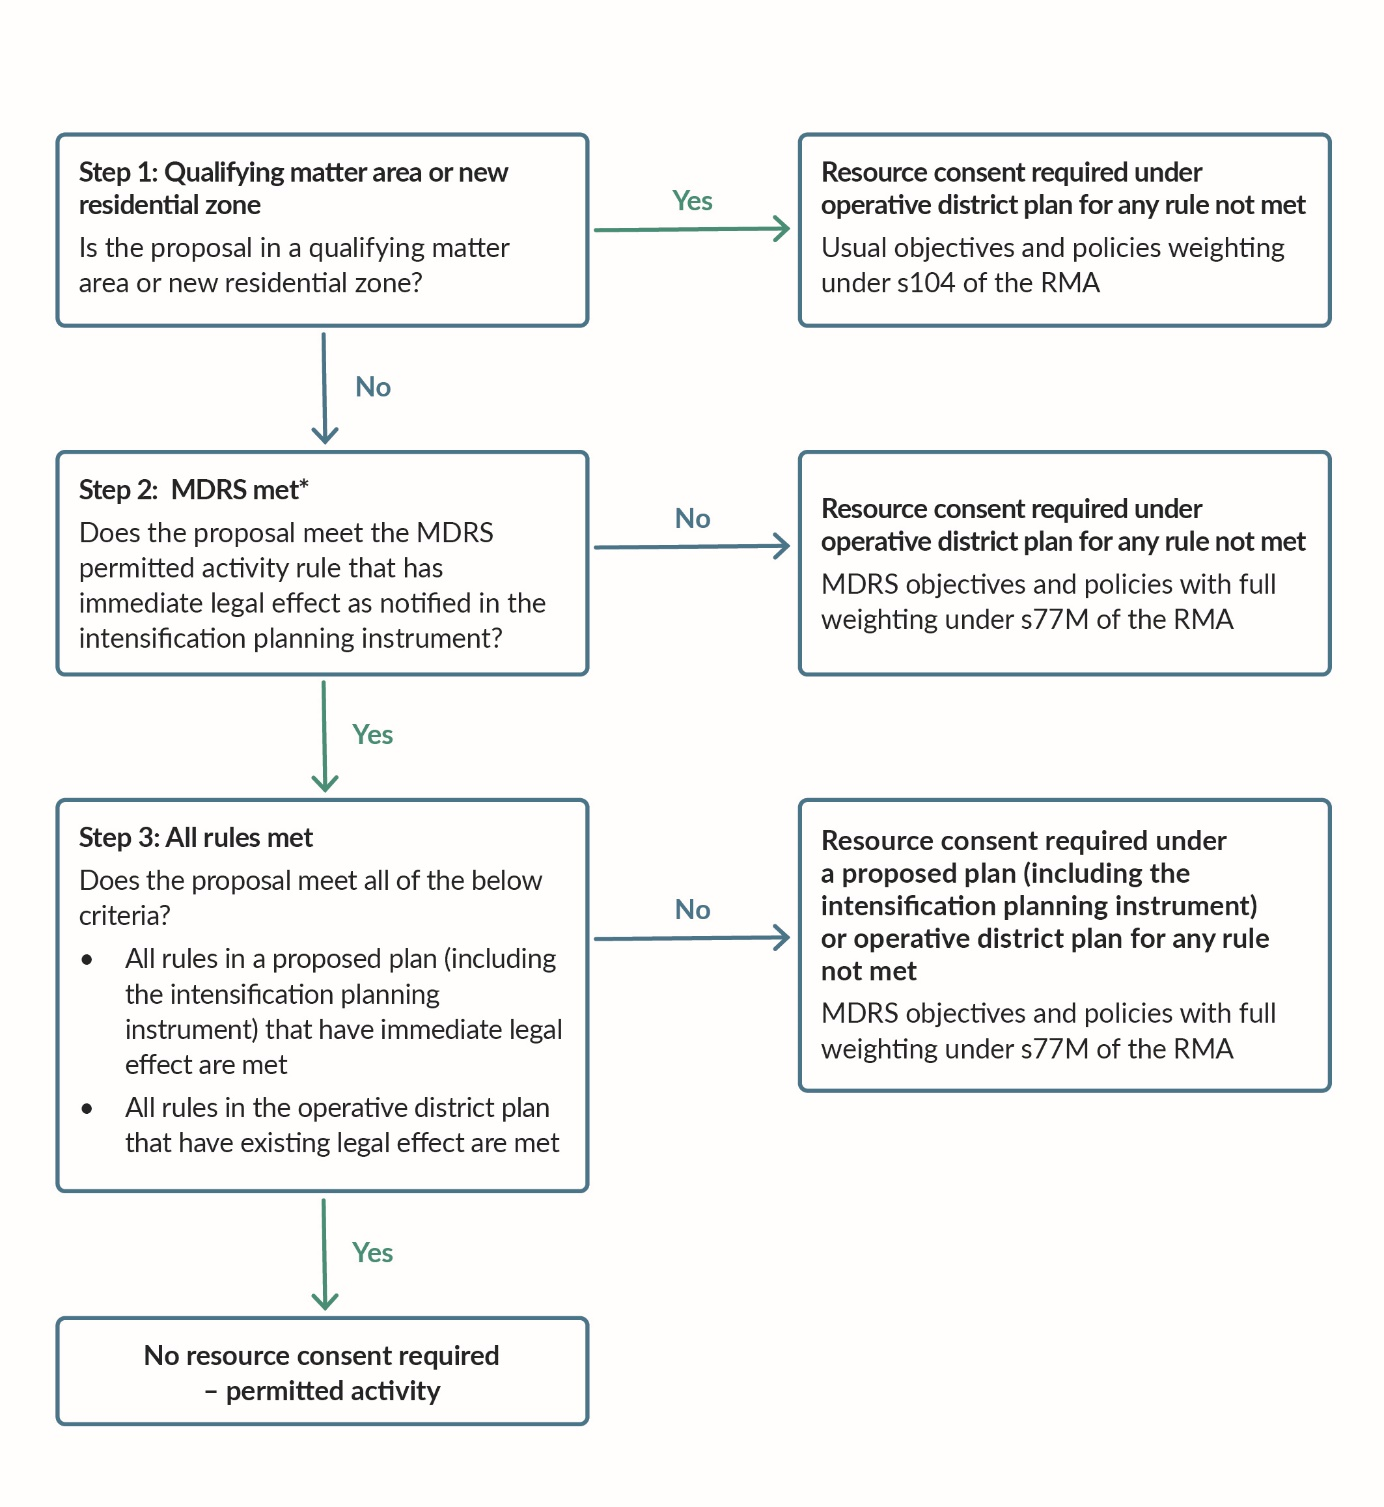 Step 1: Qualifying matter area or new
residential zone
Is the proposal in a qualifying matter
area or new residential zone?
Yes
Resource consent required under
operative district plan for any rule not met
Usual objectives and policies weighting
under s104 of the RMA
No
Step 2:  MDRS met*
Does the proposal meet the MDRS
permitted activity rule that has
immediate legal effect as notified in the
intensification planning instrument?
No
Resource consent required under
operative district plan for any rule not met
MDRS objectives and policies with full
weighting under s77M of the RMA
Yes
Step 3: All rules met
Does the proposal meet all of the below
criteria?
• All rules in a proposed plan (including
the intensification planning
instrument) that have immediate legal
effect are met
• All rules in the operative district plan
that have existing legal effect are met
No
Resource consent required under
a proposed plan (including the
intensification planning instrument)
or operative district plan for any rule
not met
MDRS objectives and policies with full
weighting under s77M of the RMA
Yes
No resource consent required
– permitted activity